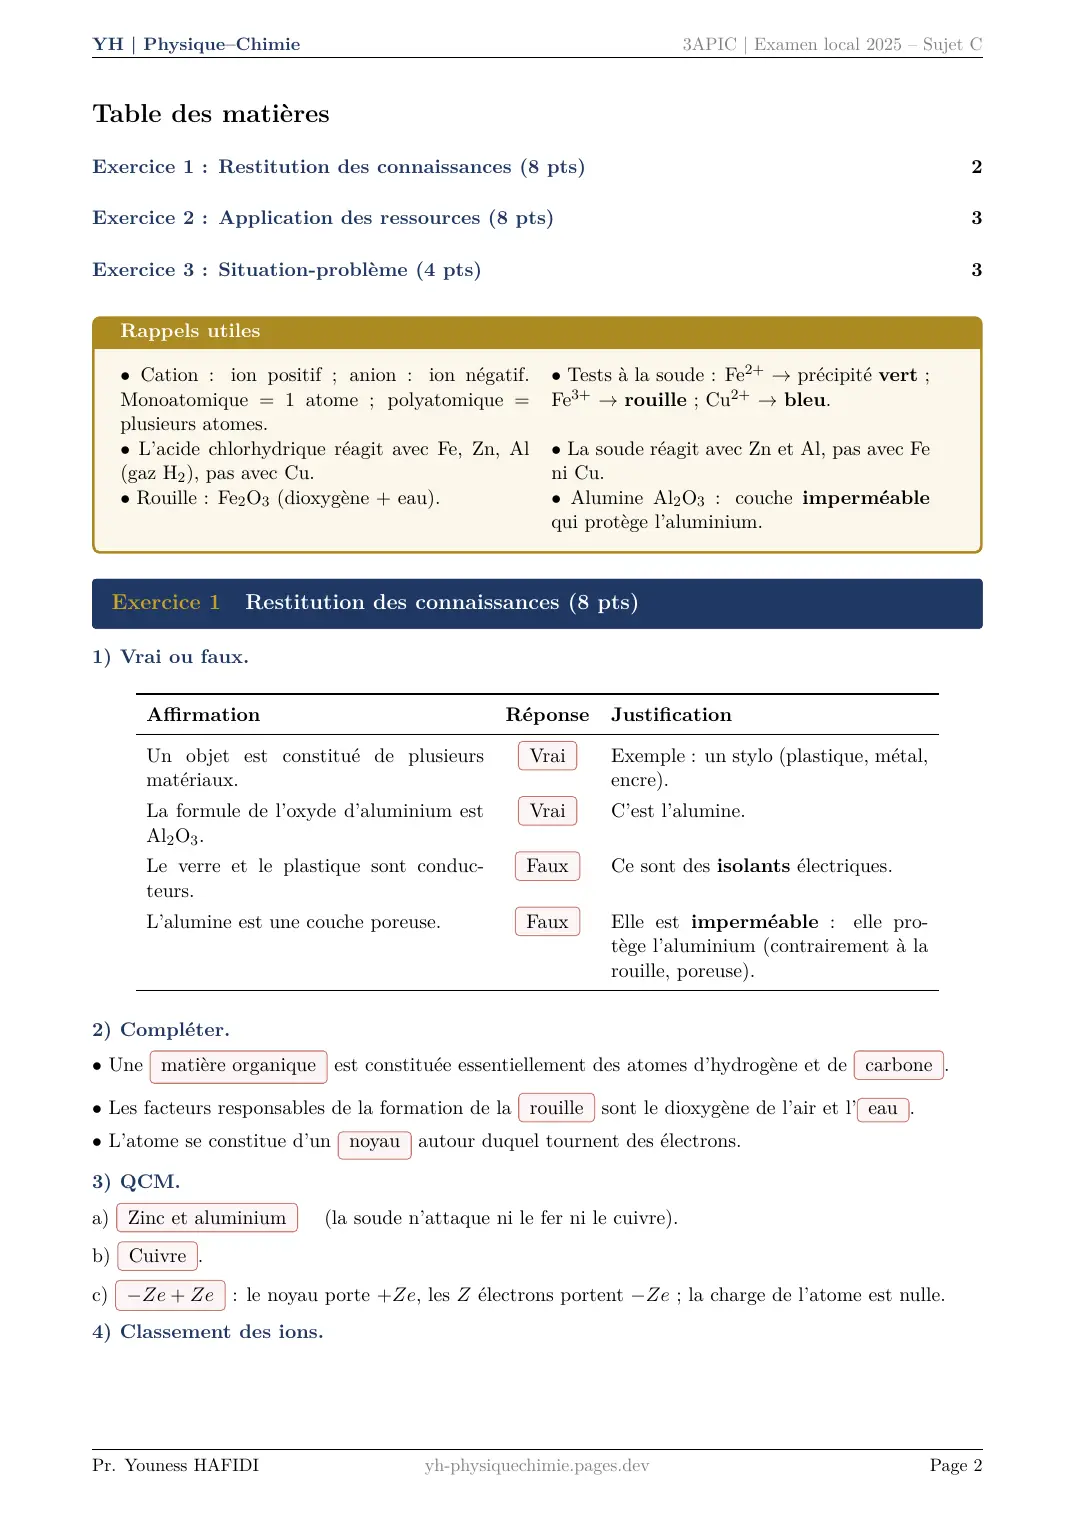 YH | Physique–Chimie
3APIC | Examen local 2025 – Sujet C
Table des matières
Exercice 1 : Restitution des connaissances (8 pts) 2
Exercice 2 : Application des ressources (8 pts) 3
Exercice 3 : Situation-problème (4 pts) 3
Rappels utiles
• Cation : ion positif ; anion : ion négatif.
Monoatomique = 1 atome ; polyatomique =
plusieurs atomes.
• L'acide chlorhydrique réagit avec Fe, Zn, Al
(gaz H₂), pas avec Cu.
• Rouille : Fe₂O₃ (dioxygène + eau).
• Tests à la soude : Fe²⁺ → précipité vert ;
Fe³⁺ → rouille ; Cu²⁺ → bleu.
• La soude réagit avec Zn et Al, pas avec Fe
ni Cu.
• Alumine Al₂O₃ : couche imperméable
qui protège l'aluminium.
Exercice 1 Restitution des connaissances (8 pts)
1) Vrai ou faux.
Affirmation Réponse Justification
Un objet est constitué de plusieurs Vrai Exemple : un stylo (plastique, métal,
matériaux. encre).
La formule de l'oxyde d'aluminium est Vrai C'est l'alumine.
Al₂O₃.
Le verre et le plastique sont conduc- Faux Ce sont des isolants électriques.
teurs.
L'alumine est une couche poreuse. Faux Elle est imperméable : elle pro-
tège l'aluminium (contrairement à la
rouille, poreuse).
2) Compléter.
• Une matière organique est constituée essentiellement des atomes d'hydrogène et de carbone.
• Les facteurs responsables de la formation de la rouille sont le dioxygène de l'air et l'eau.
• L'atome se constitue d'un noyau autour duquel tournent des électrons.
3) QCM.
a) Zinc et aluminium (la soude n'attaque ni le fer ni le cuivre).
b) Cuivre.
c) −Ze + Ze : le noyau porte +Ze, les Z électrons portent −Ze ; la charge de l'atome est nulle.
4) Classement des ions.
Pr. Youness HAFIDI yh-physiquechimie.pages.dev Page 2